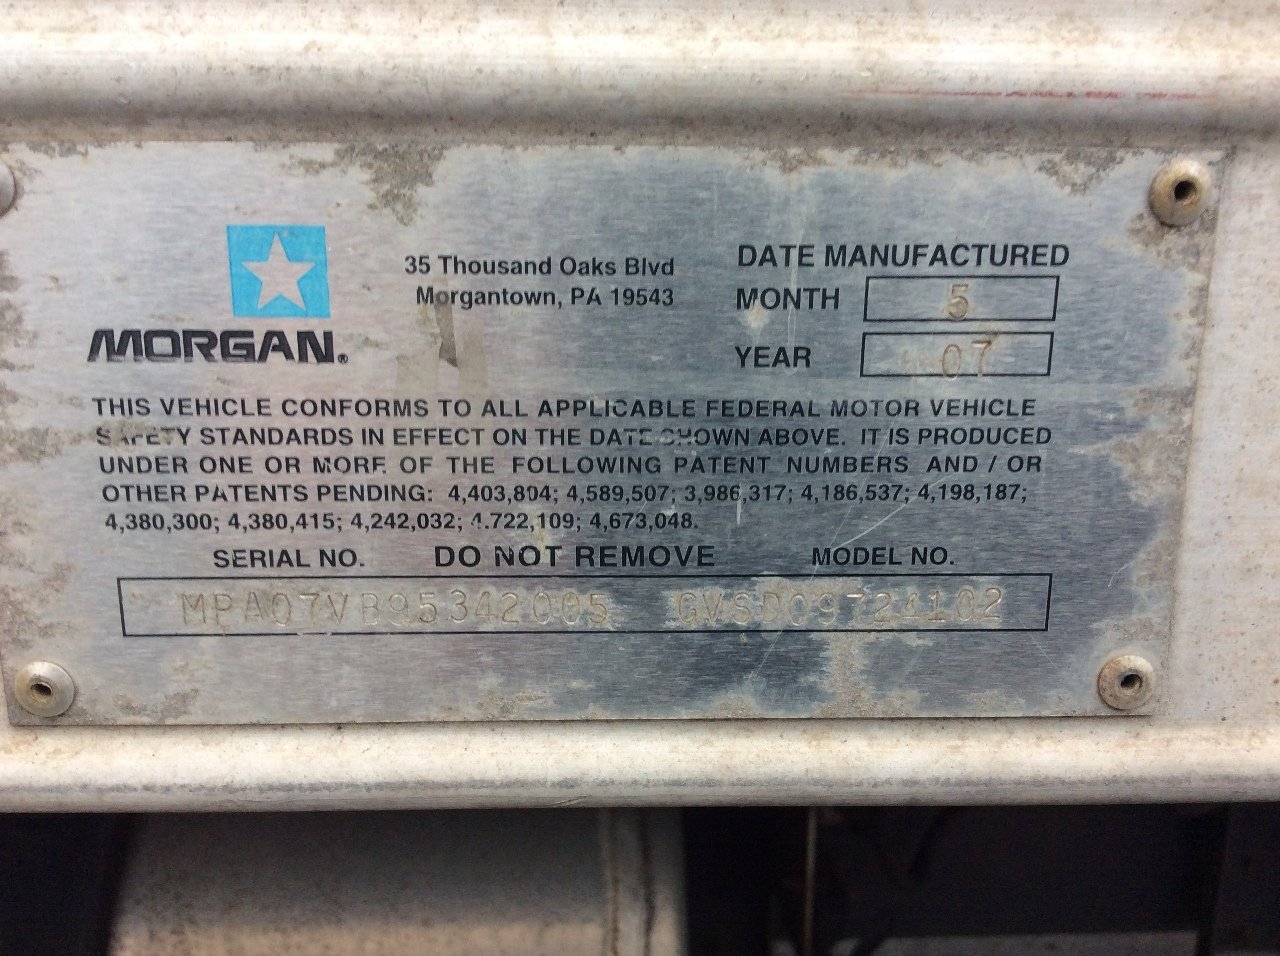 MORGAN®
35 Thousand Oaks Blvd
Morgantown, PA 19543
DATE MANUFACTURED
MONTH 5
YEAR 07
THIS VEHICLE CONFORMS TO ALL APPLICABLE FEDERAL MOTOR VEHICLE
SAFETY STANDARDS IN EFFECT ON THE DATE SHOWN ABOVE. IT IS PRODUCED
UNDER ONE OR MORE OF THE FOLLOWING PATENT NUMBERS AND / OR
OTHER PATENTS PENDING: 4,403,804; 4,589,507; 3,986,317; 4,186,537; 4,198,187;
4,380,300; 4,380,415; 4,242,032; 4.722,109; 4,673,048.
SERIAL NO. DO NOT REMOVE MODEL NO.
MPA07VB95342005 GVSD09724102